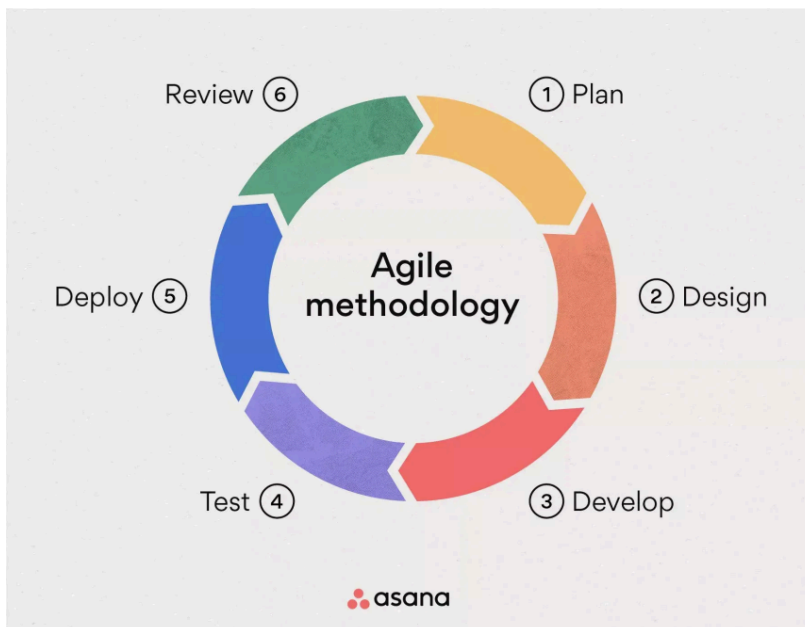 Agile
methodology
1 Plan
2 Design
3 Develop
Test 4
Deploy 5
Review 6
asana